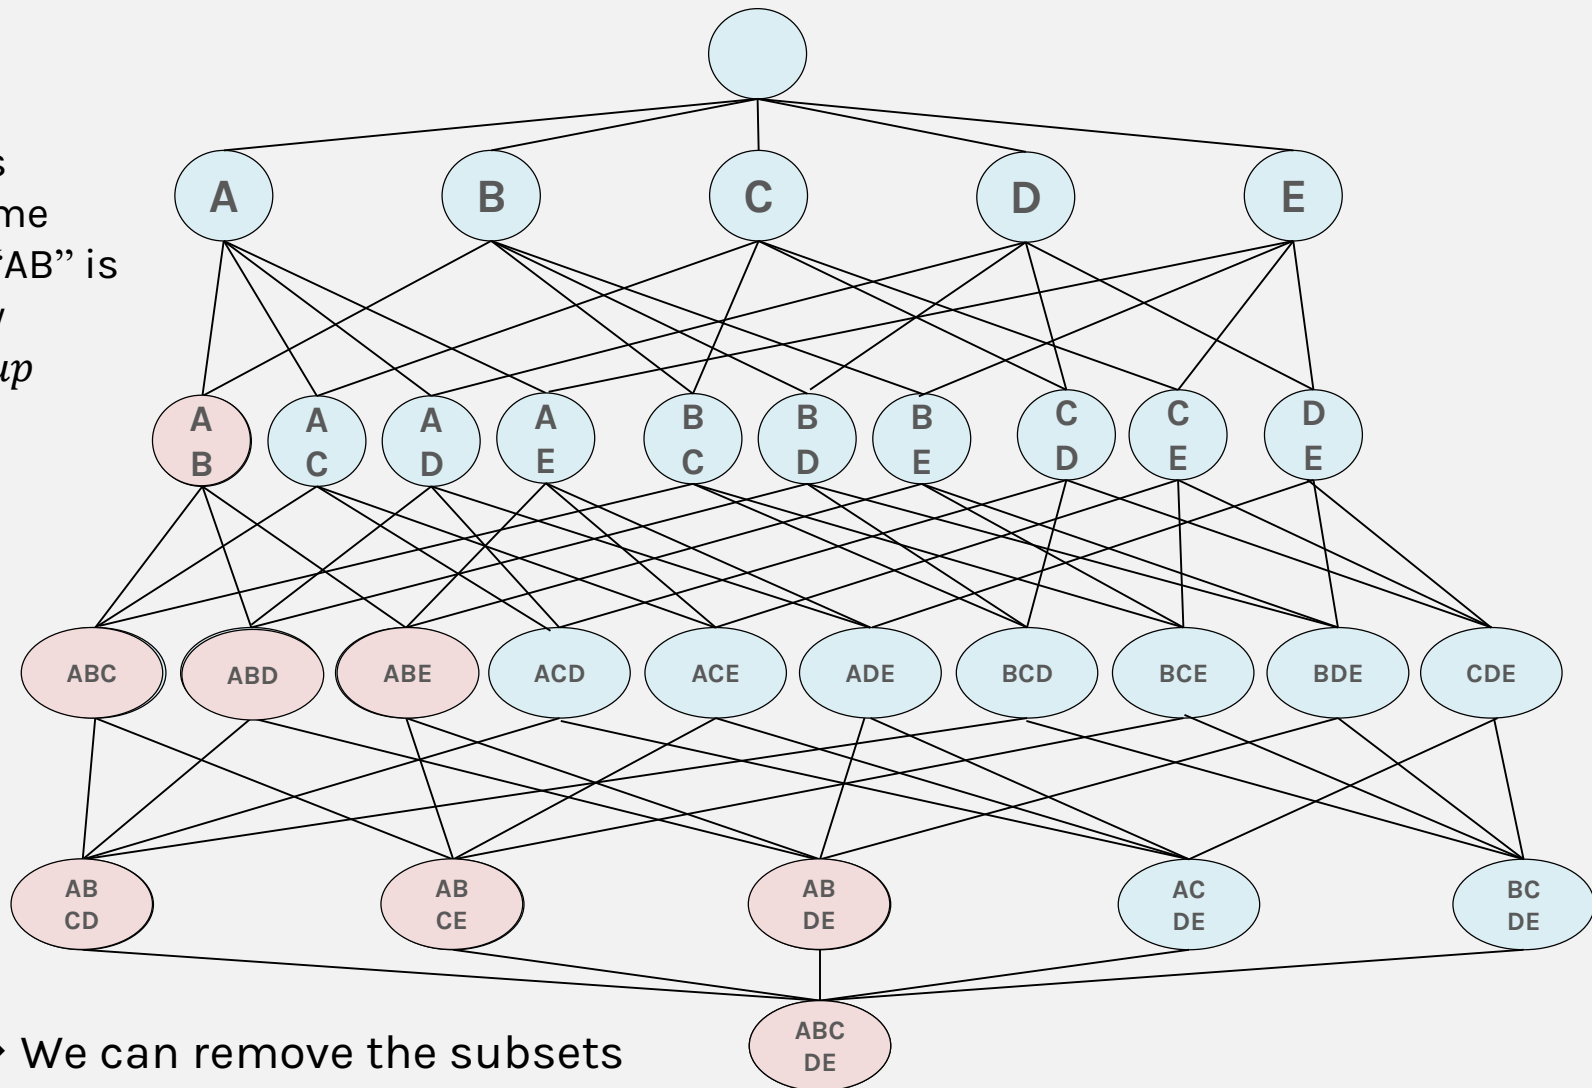 s
me
“AB” is
y
up
A
B
C
D
E
A
B
A
C
A
D
A
E
B
C
B
D
B
E
C
D
C
E
D
E
ABC
ABD
ABE
ACD
ACE
ADE
BCD
BCE
BDE
CDE
AB
CD
AB
CE
AB
DE
AC
DE
BC
DE
ABC
DE
We can remove the subsets